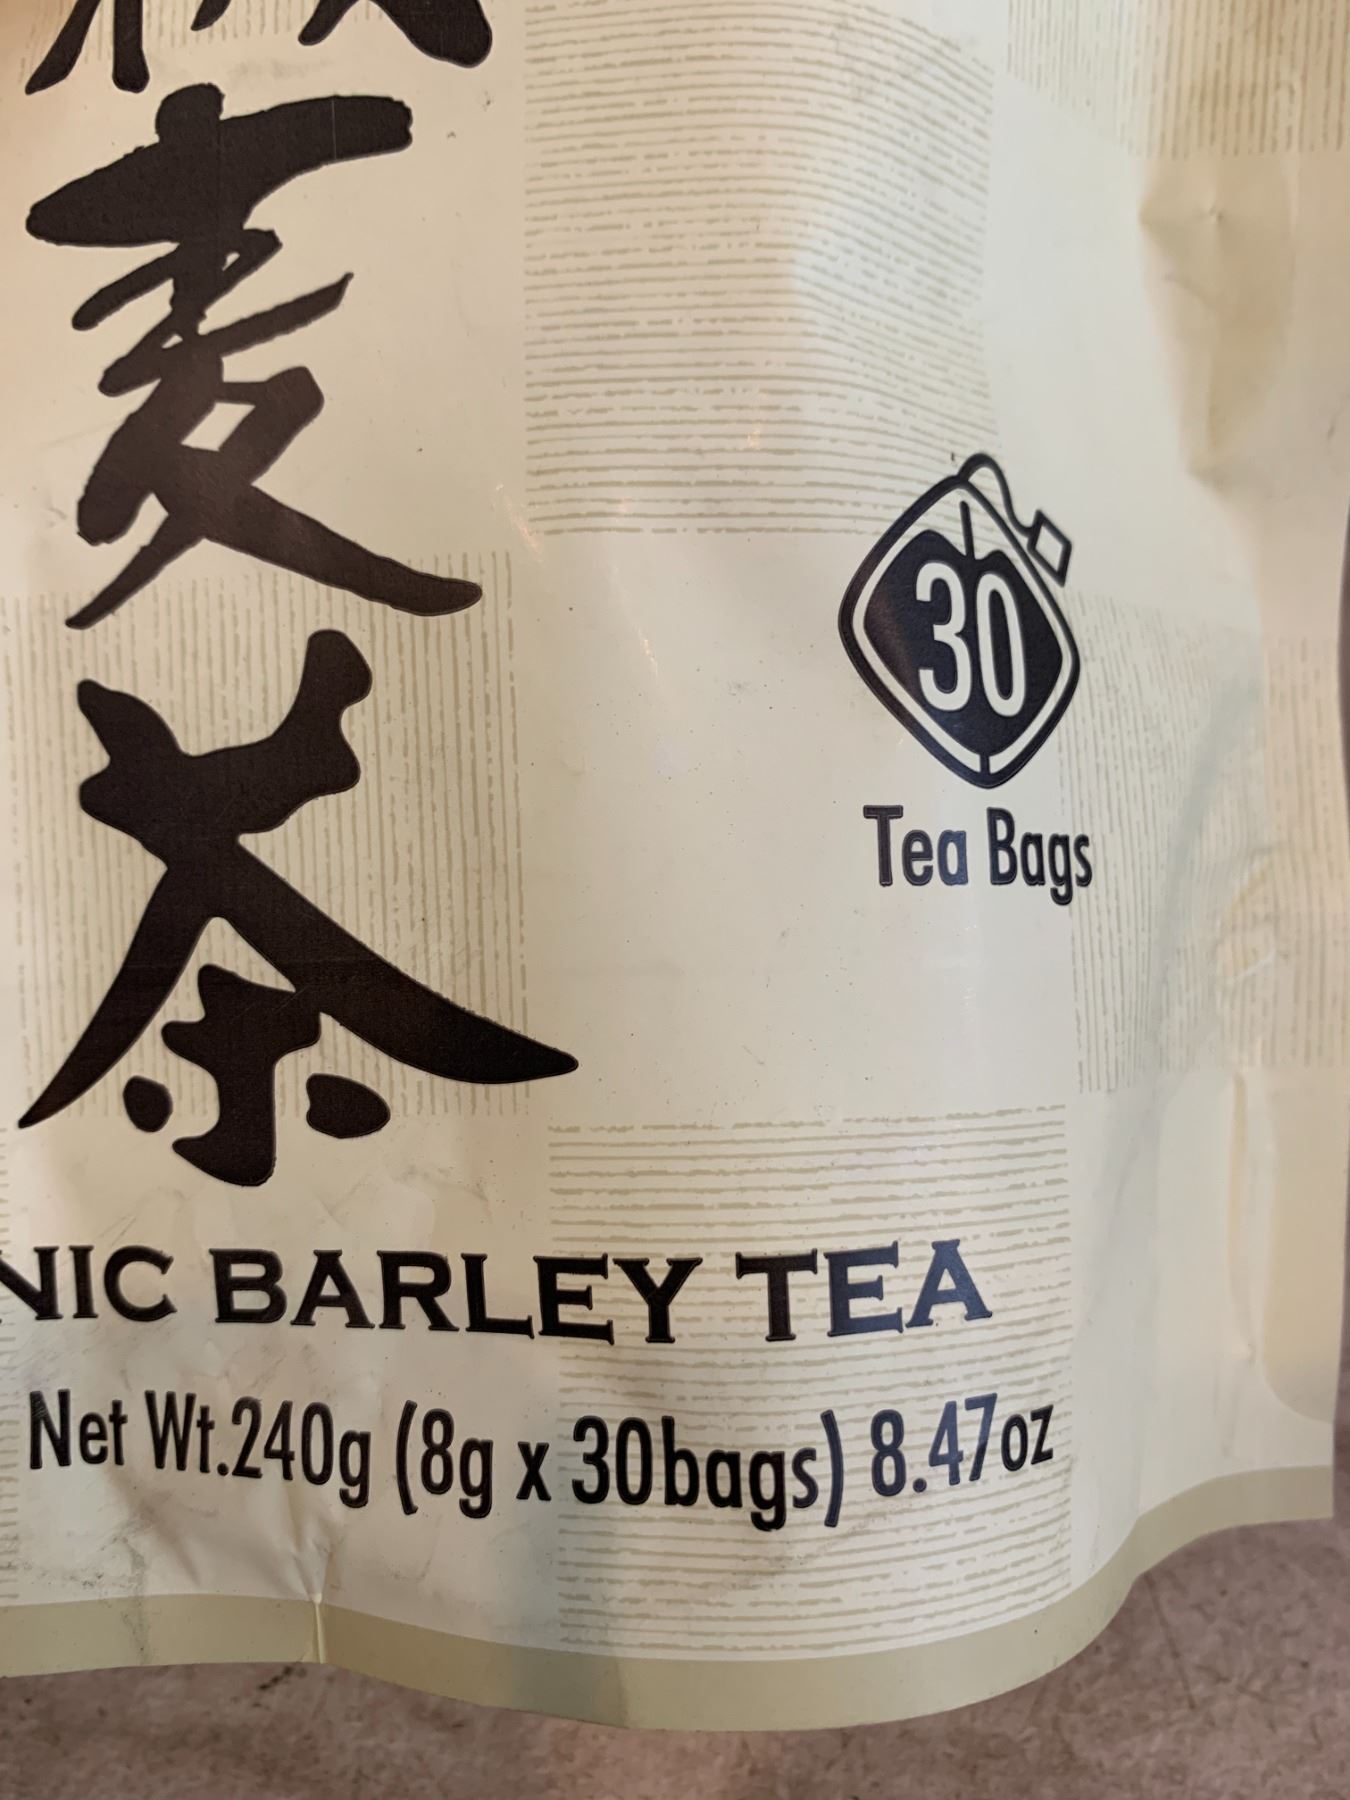 麦
茶
30
Tea Bags
NIC BARLEY TEA
Net Wt.240g (8g x 30bags) 8.47oz